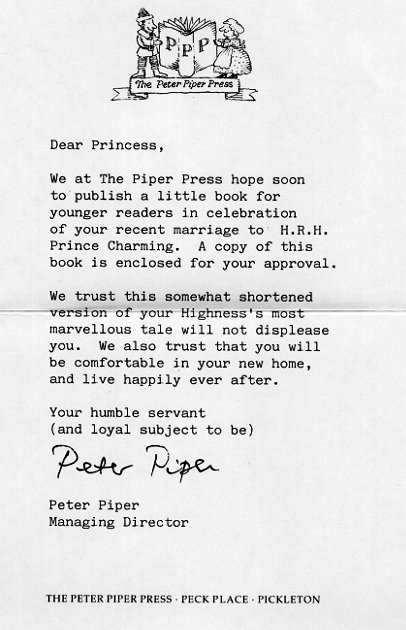 P P P
The Peter Piper Press
Dear Princess,
We at The Piper Press hope soon
to publish a little book for
younger readers in celebration
of your recent marriage to H.R.H.
Prince Charming. A copy of this
book is enclosed for your approval.
We trust this somewhat shortened
version of your Highness's most
marvellous tale will not displease
you. We also trust that you will
be comfortable in your new home,
and live happily ever after.
Your humble servant
(and loyal subject to be)
Peter Piper
Peter Piper
Managing Director
THE PETER PIPER PRESS · PECK PLACE · PICKLETON